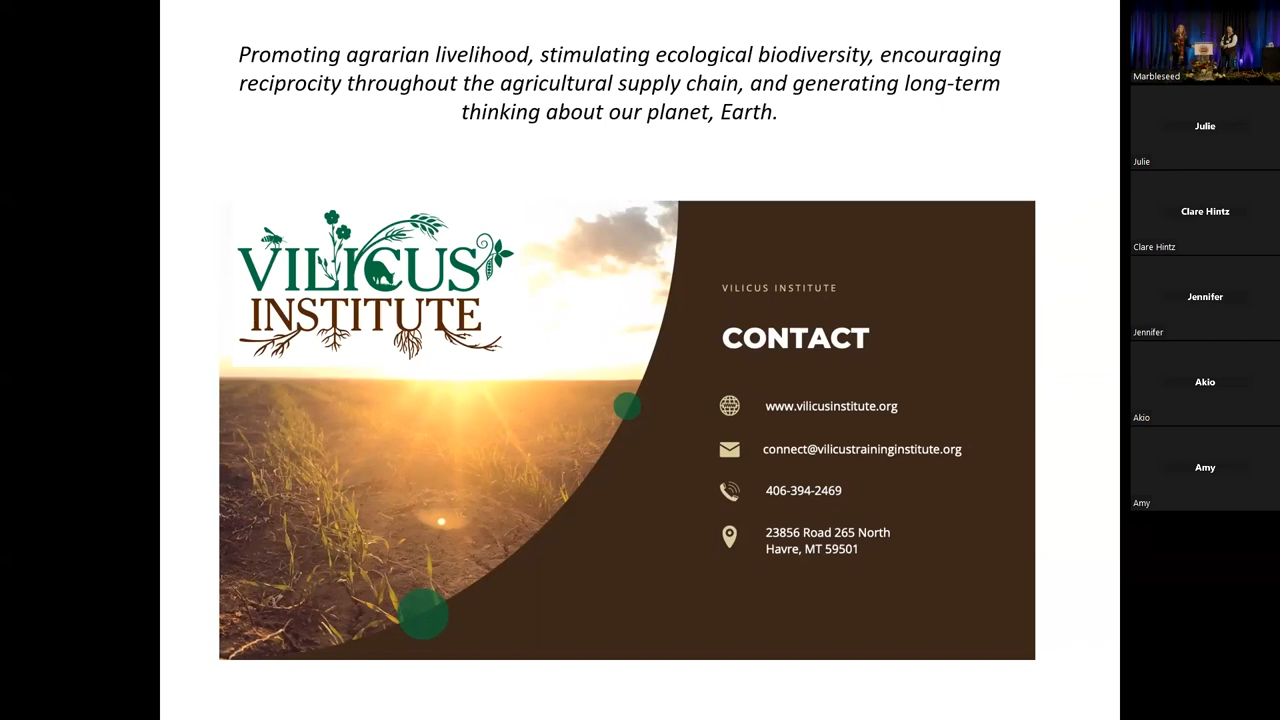 Promoting agrarian livelihood, stimulating ecological biodiversity, encouraging
reciprocity throughout the agricultural supply chain, and generating long-term
thinking about our planet, Earth.
VILICUS
INSTITUTE
VILICUS INSTITUTE
CONTACT
www.vilicusinstitute.org
connect@vilicustraininginstitute.org
406-394-2469
23856 Road 265 North
Havre, MT 59501
Marbleseed
Julie
Julie
Clare Hintz
Clare Hintz
Jennifer
Jennifer
Akio
Akio
Amy
Amy